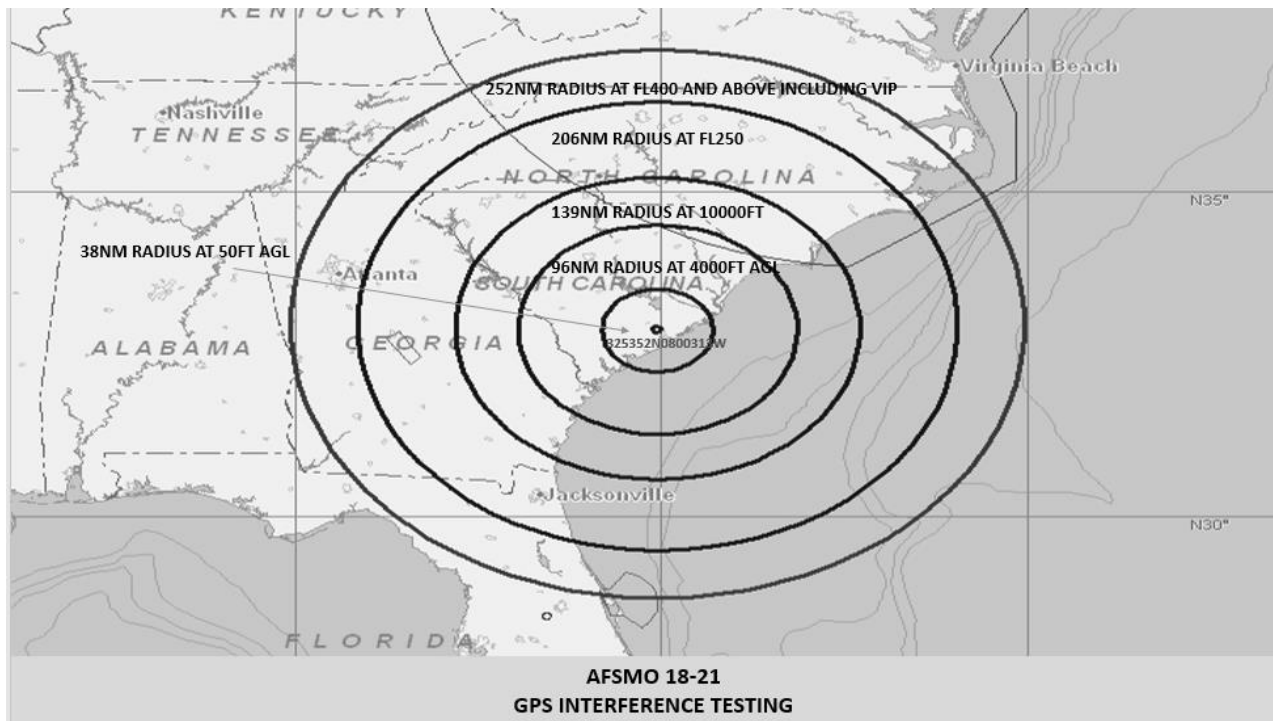 KENTUCKY
Virginia Beach
252NM RADIUS AT FL400 AND ABOVE INCLUDING VIP
Nashville
TENNESSEE
206NM RADIUS AT FL250
NORTH CAROLINA
N35°
139NM RADIUS AT 10000FT
38NM RADIUS AT 50FT AGL
96NM RADIUS AT 4000FT AGL
Atlanta
SOUTH CAROLINA
ALABAMA
GEORGIA
Jacksonville
N30°
FLORIDA
AFSMO 18-21
GPS INTERFERENCE TESTING